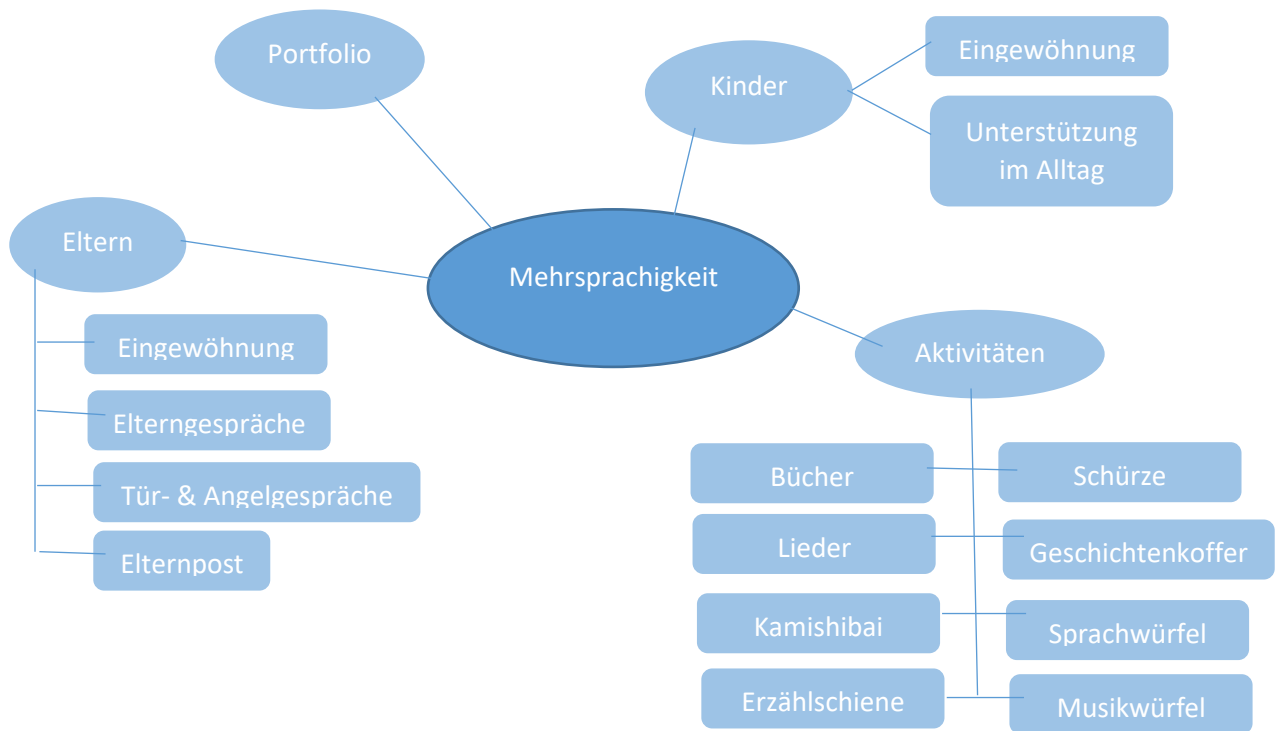 Portfolio
Kinder
Eingewöhnung
Unterstützung
im Alltag
Eltern
Mehrsprachigkeit
Eingewöhnung
Elterngespräche
Tür- & Angelgespräche
Elternpost
Aktivitäten
Bücher
Schürze
Lieder
Geschichtenkoffer
Kamishibai
Sprachwürfel
Erzählschiene
Musikwürfel